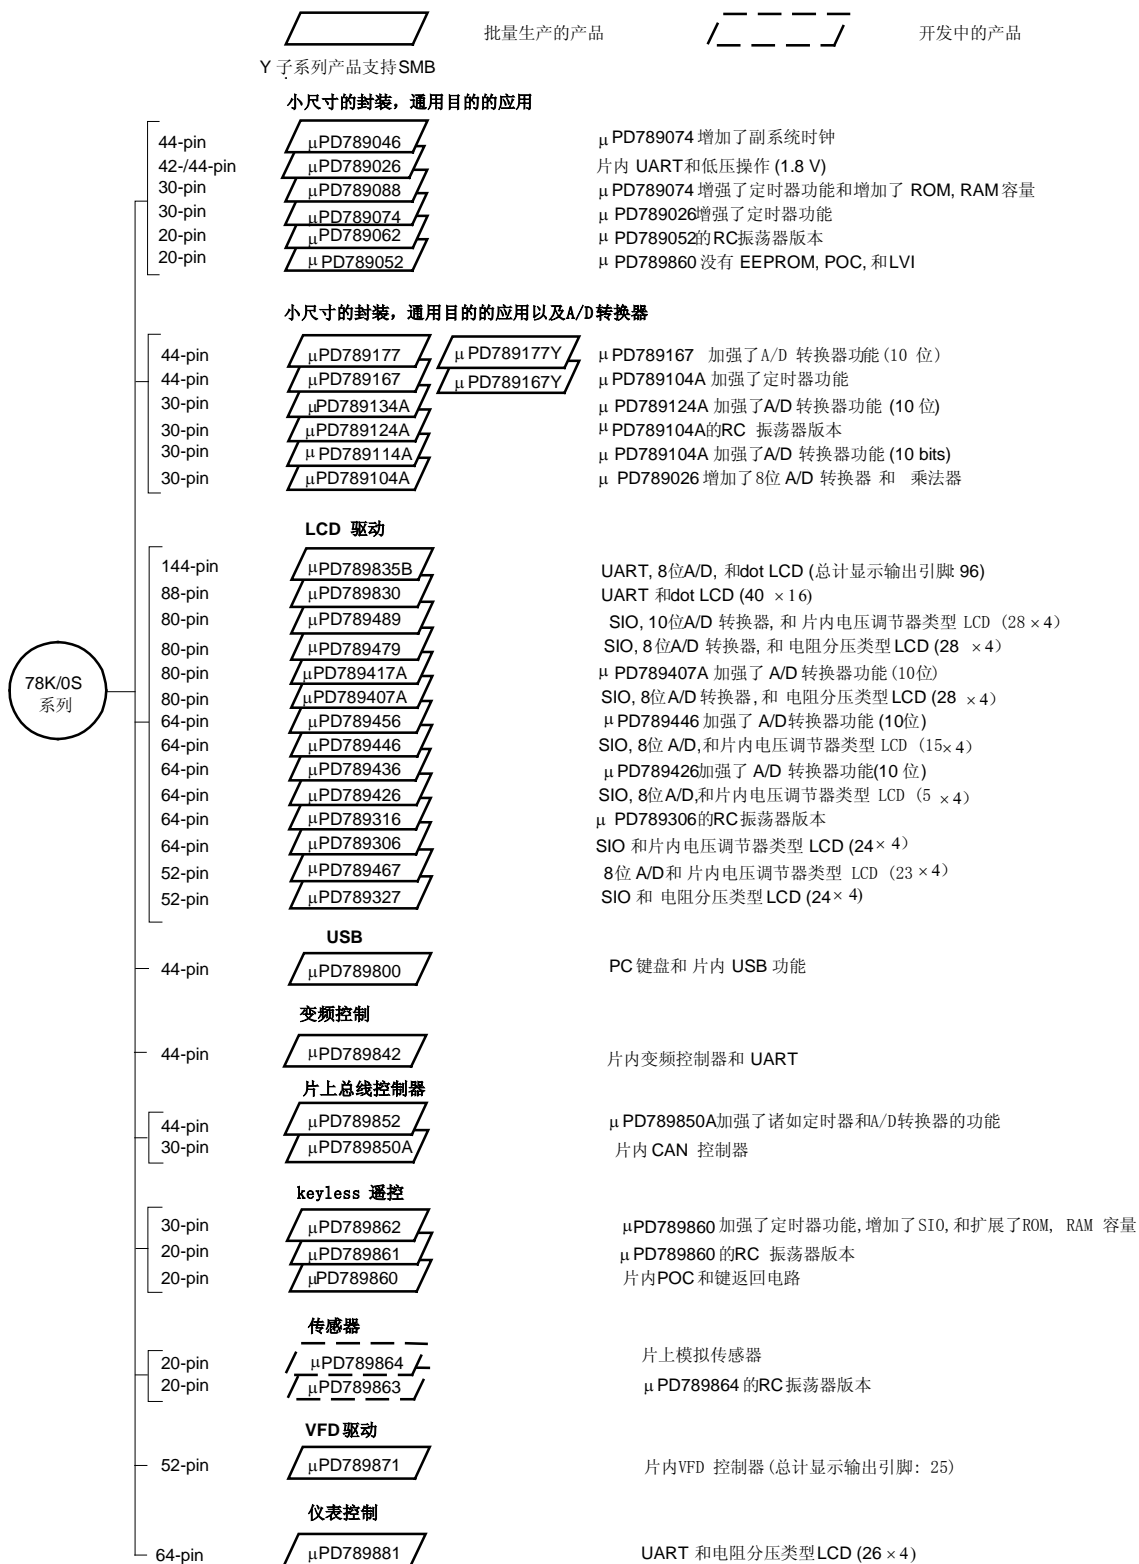 批量生产的产品 开发中的产品
Y 子系列产品支持SMB
小尺寸的封装，通用目的的应用
44-pin μPD789046 μPD789074 增加了副系统时钟
42-/44-pin μPD789026 片内 UART和低压操作 (1.8 V)
30-pin μPD789088 μPD789074 增强了定时器功能和增加了 ROM, RAM 容量
30-pin μPD789074 μ PD789026增强了定时器功能
20-pin μPD789062 μ PD789052的RC振荡器版本
20-pin μ PD789052 μ PD789860 没有 EEPROM, POC, 和LVI
小尺寸的封装，通用目的的应用以及A/D转换器
44-pin μPD789177 μ PD789177Y μPD789167 加强了A/D 转换器功能(10 位)
44-pin μPD789167 μ PD789167Y μPD789104A 加强了定时器功能
30-pin μPD789134A μ PD789124A 加强了A/D 转换器功能 (10 位)
30-pin μPD789124A μ PD789104A的RC 振荡器版本
30-pin μ PD789114A μ PD789104A 加强了A/D 转换器功能 (10 bits)
30-pin μPD789104A μ PD789026 增加了8位 A/D 转换器 和 乘法器
LCD 驱动
144-pin μPD789835B UART, 8位A/D, 和dot LCD (总计显示输出引脚: 96)
88-pin μPD789830 UART 和dot LCD (40 ×16)
80-pin μPD789489 SIO, 10位A/D 转换器, 和 片内电压调节器类型 LCD (28×4)
80-pin μPD789479 SIO, 8位A/D 转换器, 和 电阻分压类型LCD (28 ×4)
80-pin μPD789417A μ PD789407A 加强了 A/D 转换器功能(10位)
80-pin μPD789407A SIO, 8位A/D 转换器, 和 电阻分压类型LCD (28 ×4)
64-pin μPD789456 μPD789446 加强了 A/D转换器功能 (10位)
64-pin μPD789446 SIO, 8位 A/D,和片内电压调节器类型 LCD (15×4)
64-pin μPD789436 μPD789426加强了 A/D 转换器功能(10 位)
64-pin μPD789426 SIO, 8位A/D,和片内电压调节器类型 LCD (5 ×4)
64-pin μPD789316 μ PD789306的RC振荡器版本
64-pin μPD789306 SIO 和片内电压调节器类型 LCD (24× 4)
52-pin μPD789467 8位 A/D和 片内电压调节器类型 LCD (23×4)
52-pin μPD789327 SIO 和 电阻分压类型LCD (24× 4)
78K/0S
系列
USB
44-pin μPD789800 PC键盘和 片内 USB 功能
变频控制
44-pin μPD789842 片内变频控制器和 UART
片上总线控制器
44-pin μPD789852 μPD789850A加强了诸如定时器和A/D转换器的功能
30-pin μPD789850A 片内 CAN 控制器
keyless 遥控
30-pin μPD789862 μPD789860 加强了定时器功能,增加了SIO,和扩展了ROM, RAM 容量
20-pin μPD789861 μPD789860 的RC 振荡器版本
20-pin μPD789860 片内POC和键返回电路
传感器
20-pin μPD789864 片上模拟传感器
20-pin μPD789863 μPD789864 的RC振荡器版本
VFD驱动
52-pin μPD789871 片内VFD 控制器(总计显示输出引脚: 25)
仪表控制
64-pin μPD789881 UART 和电阻分压类型LCD (26×4)